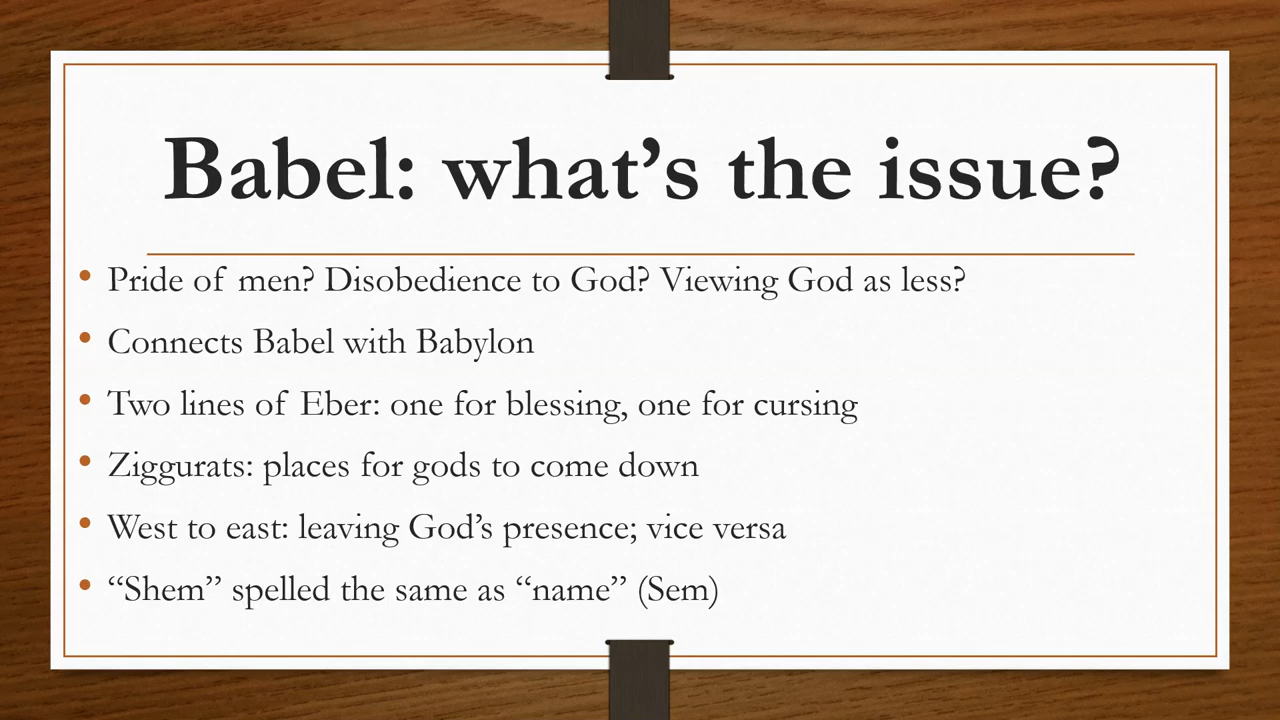 Babel: what’s the issue?
• Pride of men? Disobedience to God? Viewing God as less?
• Connects Babel with Babylon
• Two lines of Eber: one for blessing, one for cursing
• Ziggurats: places for gods to come down
• West to east: leaving God’s presence; vice versa
• “Shem” spelled the same as “name” (Sem)